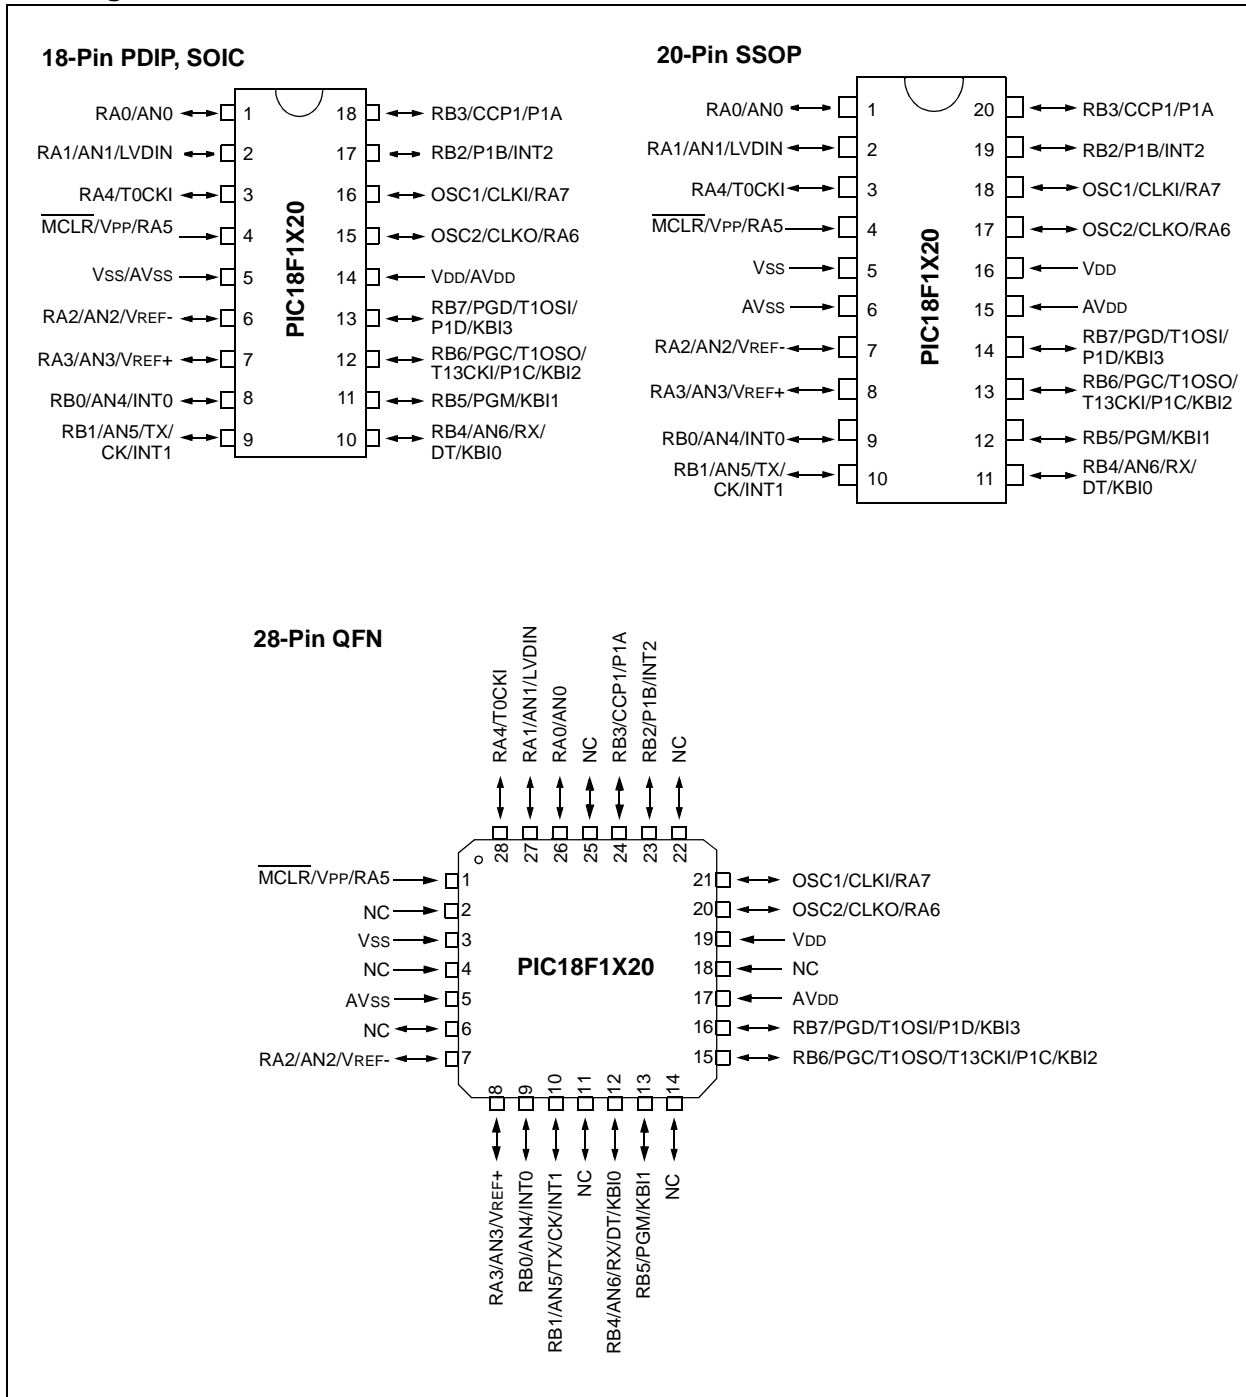 18-Pin PDIP, SOIC
RA0/AN0
RA1/AN1/LVDIN
RA4/T0CKI
MCLR/VPP/RA5
VSS/AVSS
RA2/AN2/VREF-
RA3/AN3/VREF+
RB0/AN4/INT0
RB1/AN5/TX/
CK/INT1
1
2
3
4
5
6
7
8
9
PIC18F1X20
18
17
16
15
14
13
12
11
10
RB3/CCP1/P1A
RB2/P1B/INT2
OSC1/CLKI/RA7
OSC2/CLKO/RA6
VDD/AVDD
RB7/PGD/T1OSI/
P1D/KBI3
RB6/PGC/T1OSO/
T13CKI/P1C/KBI2
RB5/PGM/KBI1
RB4/AN6/RX/
DT/KBI0
20-Pin SSOP
RA0/AN0
RA1/AN1/LVDIN
RA4/T0CKI
MCLR/VPP/RA5
VSS
AVSS
RA2/AN2/VREF-
RA3/AN3/VREF+
RB0/AN4/INT0
RB1/AN5/TX/
CK/INT1
1
2
3
4
5
6
7
8
9
10
PIC18F1X20
20
19
18
17
16
15
14
13
12
11
RB3/CCP1/P1A
RB2/P1B/INT2
OSC1/CLKI/RA7
OSC2/CLKO/RA6
VDD
AVDD
RB7/PGD/T1OSI/
P1D/KBI3
RB6/PGC/T1OSO/
T13CKI/P1C/KBI2
RB5/PGM/KBI1
RB4/AN6/RX/
DT/KBI0
28-Pin QFN
RA4/T0CKI
RA1/AN1/LVDIN
RA0/AN0
NC
RB3/CCP1/P1A
RB2/P1B/INT2
NC
28
27
26
25
24
23
22
MCLR/VPP/RA5
NC
VSS
NC
AVSS
NC
RA2/AN2/VREF-
1
2
3
4
5
6
7
PIC18F1X20
21
20
19
18
17
16
15
OSC1/CLKI/RA7
OSC2/CLKO/RA6
VDD
NC
AVDD
RB7/PGD/T1OSI/P1D/KBI3
RB6/PGC/T1OSO/T13CKI/P1C/KBI2
8
9
10
11
12
13
14
RA3/AN3/VREF+
RB0/AN4/INT0
RB1/AN5/TX/CK/INT1
NC
RB4/AN6/RX/DT/KBI0
RB5/PGM/KBI1
NC